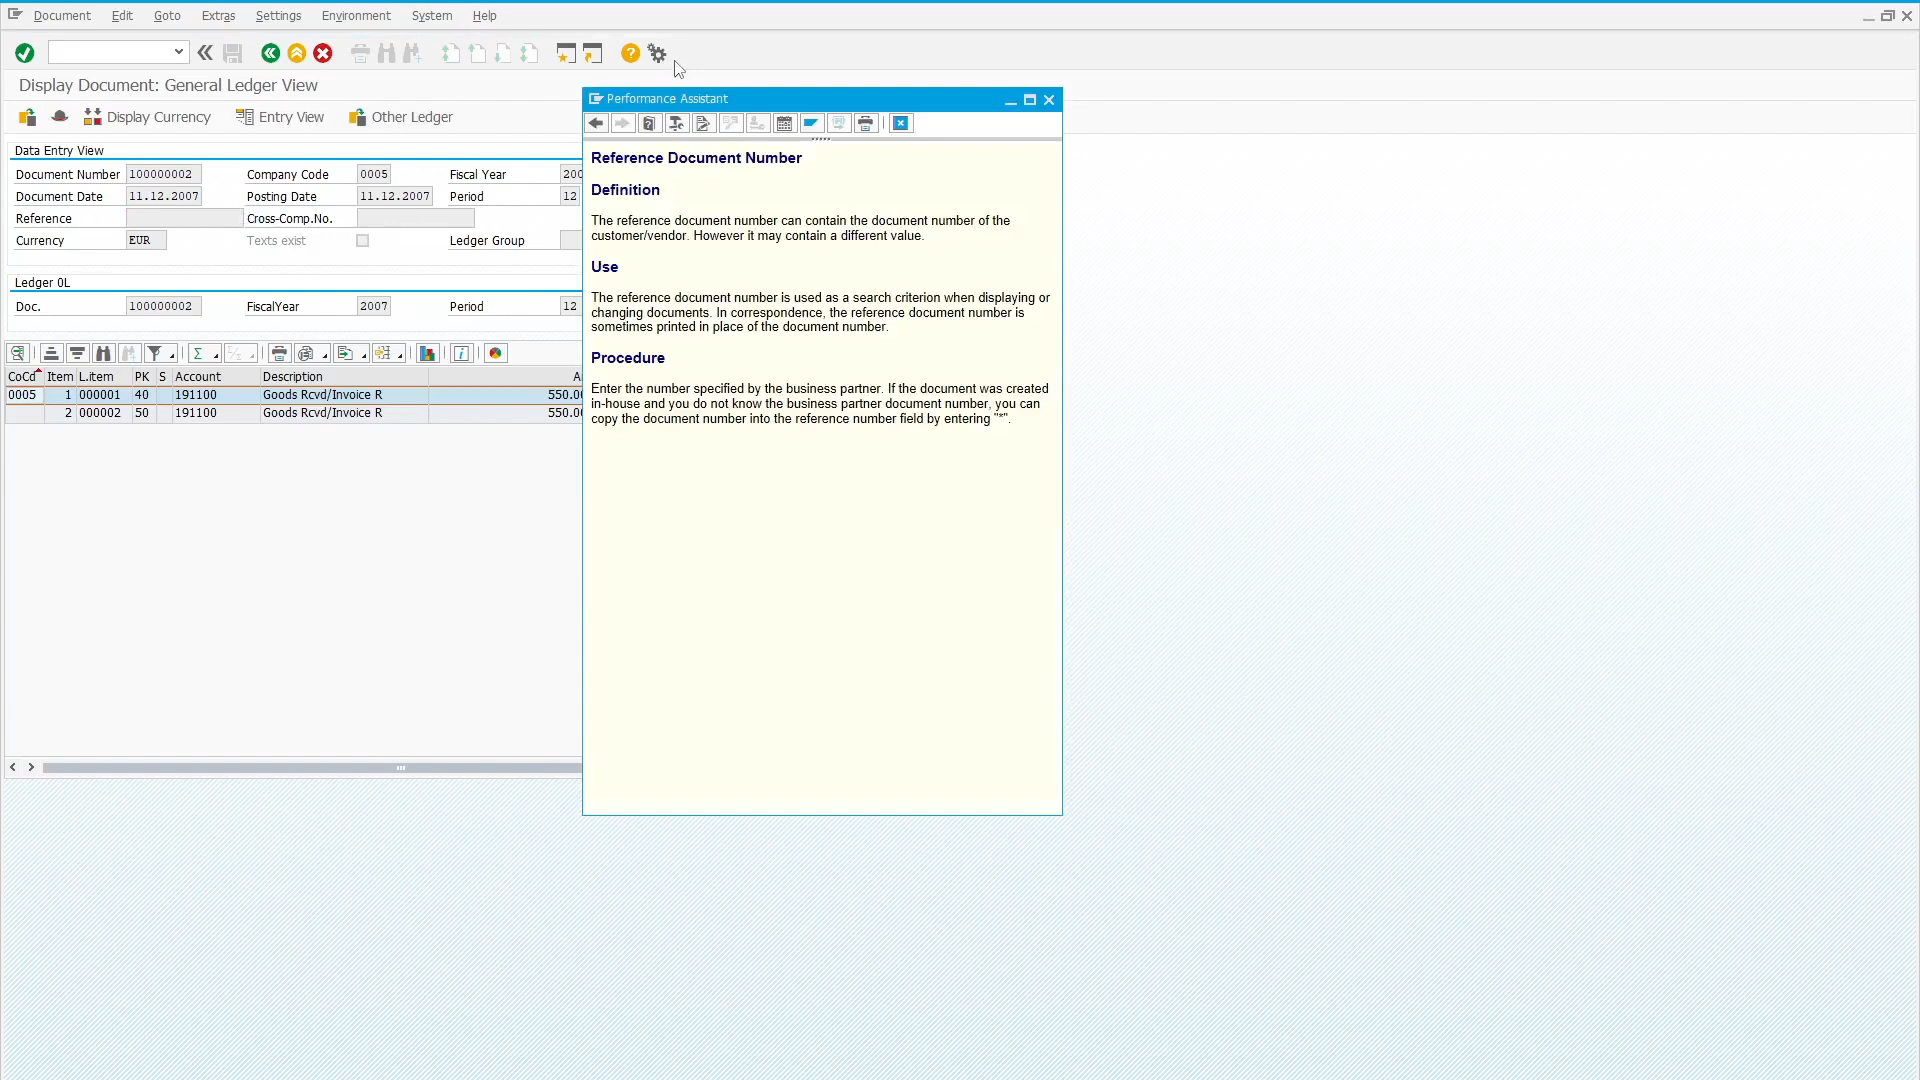 Document Edit Goto Extras Settings Environment System Help
Display Document: General Ledger View
Display Currency Entry View Other Ledger
Data Entry View
Document Number 100000002 Company Code 0005 Fiscal Year 200
Document Date 11.12.2007 Posting Date 11.12.2007 Period 12
Reference Cross-Comp.No.
Currency EUR Texts exist Ledger Group
Ledger 0L
Doc. 100000002 FiscalYear 2007 Period 12
CoCd Item L.item PK S Account Description A
0005 1 000001 40 191100 Goods Rcvd/Invoice R 550.00
2 000002 50 191100 Goods Rcvd/Invoice R 550.00
Performance Assistant
Reference Document Number
Definition
The reference document number can contain the document number of the
customer/vendor. However it may contain a different value.
Use
The reference document number is used as a search criterion when displaying or
changing documents. In correspondence, the reference document number is
sometimes printed in place of the document number.
Procedure
Enter the number specified by the business partner. If the document was created
in-house and you do not know the business partner document number, you can
copy the document number into the reference number field by entering "*".